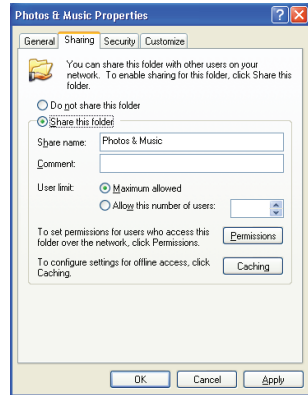 Photos & Music Properties
General Sharing Security Customize
You can share this folder with other users on your
network. To enable sharing for this folder, click Share this
folder.
Do not share this folder
Share this folder
Share name: Photos & Music
Comment:
User limit: Maximum allowed
Allow this number of users:
To set permissions for users who access this
folder over the network, click Permissions.
Permissions
To configure settings for offline access, click
Caching.
Caching
OK Cancel Apply